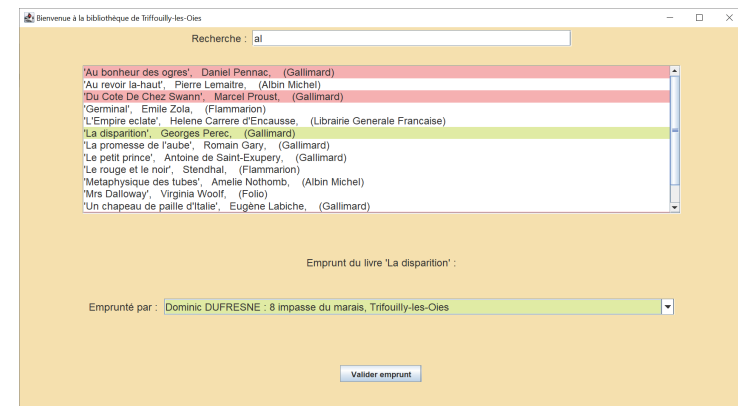 Bienvenue à la bibliothéque de Triffouilly-les-Oies
Recherche : al
'Au bonheur des ogres', Daniel Pennac, (Gallimard)
'Au revoir la-haut', Pierre Lemaitre, (Albin Michel)
'Du Cote De Chez Swann', Marcel Proust, (Gallimard)
'Germinal', Emile Zola, (Flammarion)
'L'Empire eclate', Helene Carrere d'Encausse, (Librairie Generale Francaise)
'La disparition', Georges Perec, (Gallimard)
'La promesse de l'aube', Romain Gary, (Gallimard)
'Le petit prince', Antoine de Saint-Exupery, (Gallimard)
'Le rouge et le noir', Stendhal, (Flammarion)
'Metaphysique des tubes', Amelie Nothomb, (Albin Michel)
'Mrs Dalloway', Virginia Woolf, (Folio)
'Un chapeau de paille d'Italie', Eugène Labiche, (Gallimard)
Emprunt du livre 'La disparition' :
Emprunté par : Dominic DUFRESNE : 8 impasse du marais, Trifouilly-les-Oies
Valider emprunt